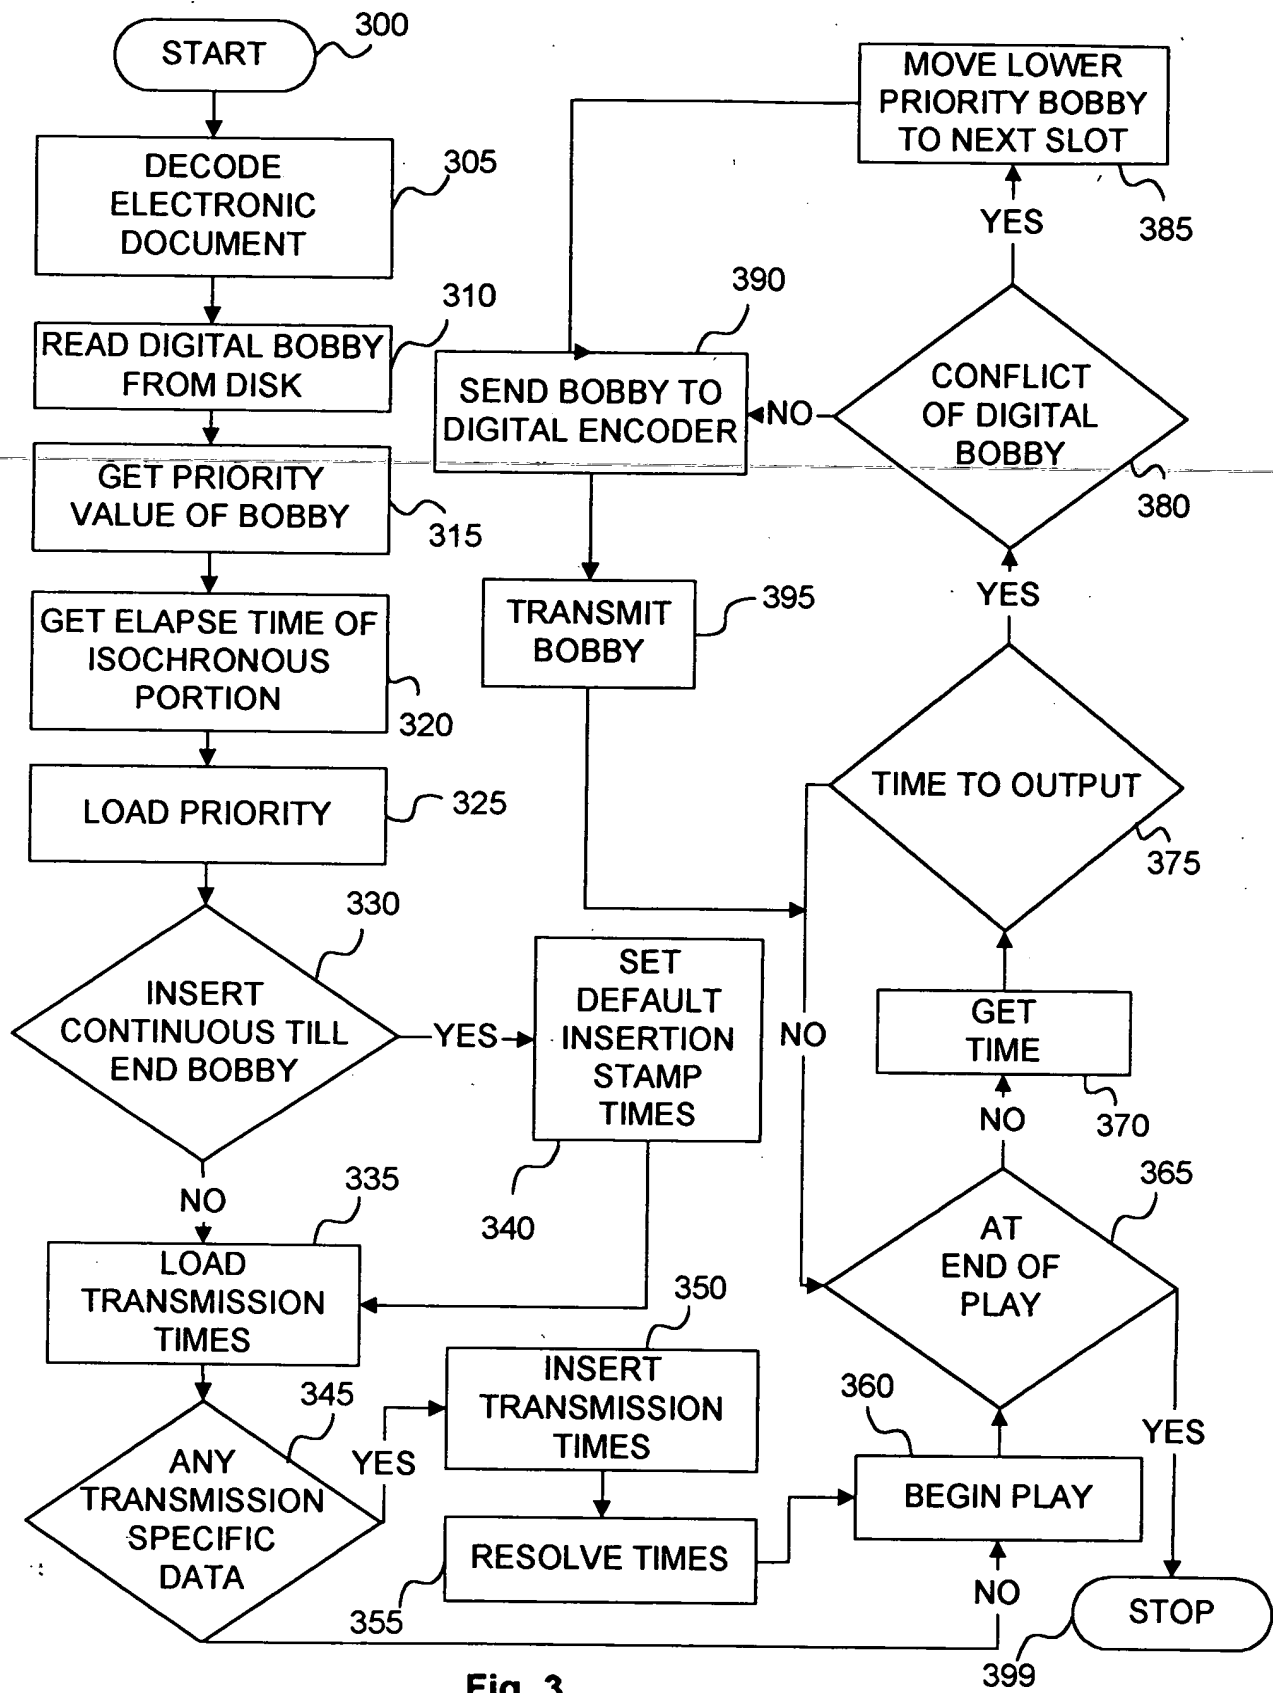 START
300
DECODE
ELECTRONIC
DOCUMENT
305
READ DIGITAL BOBBY
FROM DISK
310
GET PRIORITY
VALUE OF BOBBY
315
GET ELAPSE TIME OF
ISOCHRONOUS
PORTION
320
LOAD PRIORITY
325
INSERT
CONTINUOUS TILL
END BOBBY
330
YES
NO
SET
DEFAULT
INSERTION
STAMP
TIMES
340
LOAD
TRANSMISSION
TIMES
335
ANY
TRANSMISSION
SPECIFIC
DATA
345
YES
NO
INSERT
TRANSMISSION
TIMES
350
RESOLVE TIMES
355
BEGIN PLAY
360
AT
END OF
PLAY
365
YES
NO
STOP
399
GET
TIME
370
TIME TO OUTPUT
375
NO
YES
CONFLICT
OF DIGITAL
BOBBY
380
NO
YES
MOVE LOWER
PRIORITY BOBBY
TO NEXT SLOT
385
SEND BOBBY TO
DIGITAL ENCODER
390
TRANSMIT
BOBBY
395
Fig. 3